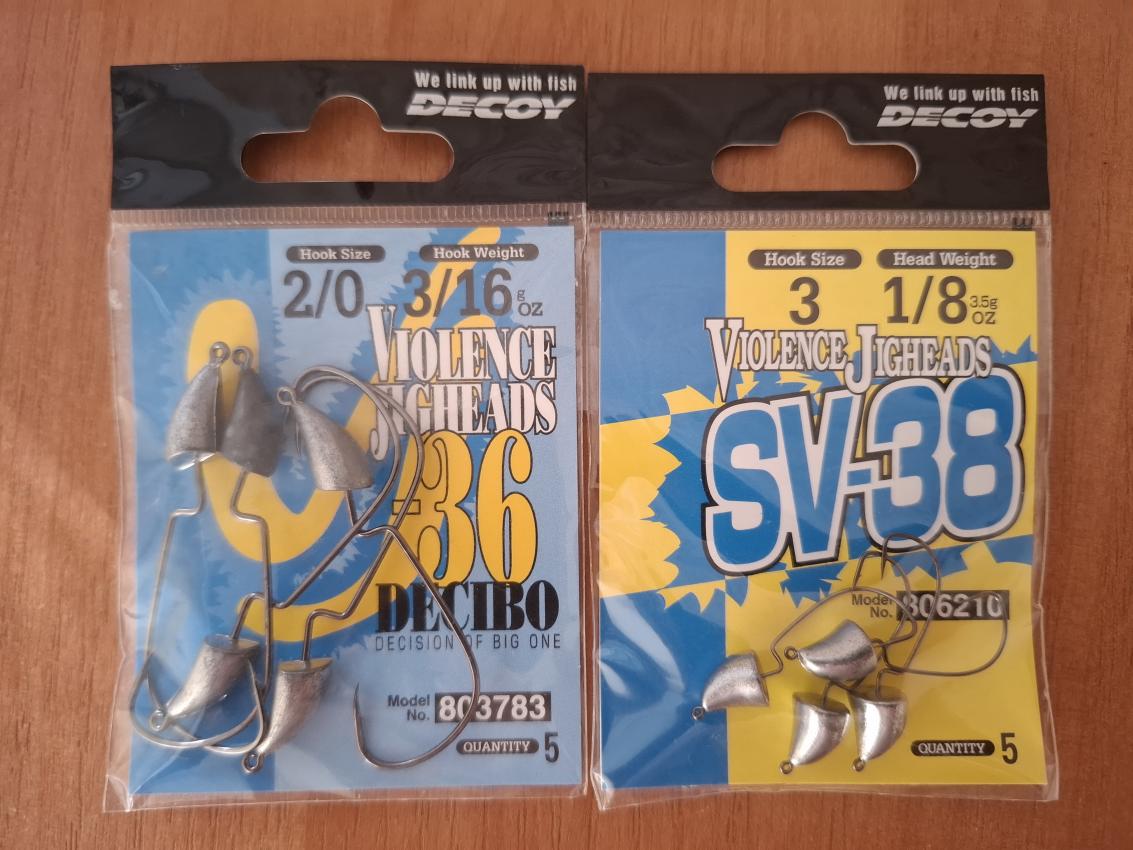 We link up with fish
DECOY
Hook Size
Hook Weight
2/0
3/16
g
OZ
VIOLENCE
JIGHEADS
-36
DECIBO
DECISION OF BIG ONE
Model
No.
803783
QUANTITY 5
We link up with fish
DECOY
Hook Size
Head Weight
3
1/8
3.5g
OZ
VIOLENCE JIGHEADS
SV-38
Model
No.
806210
QUANTITY 5